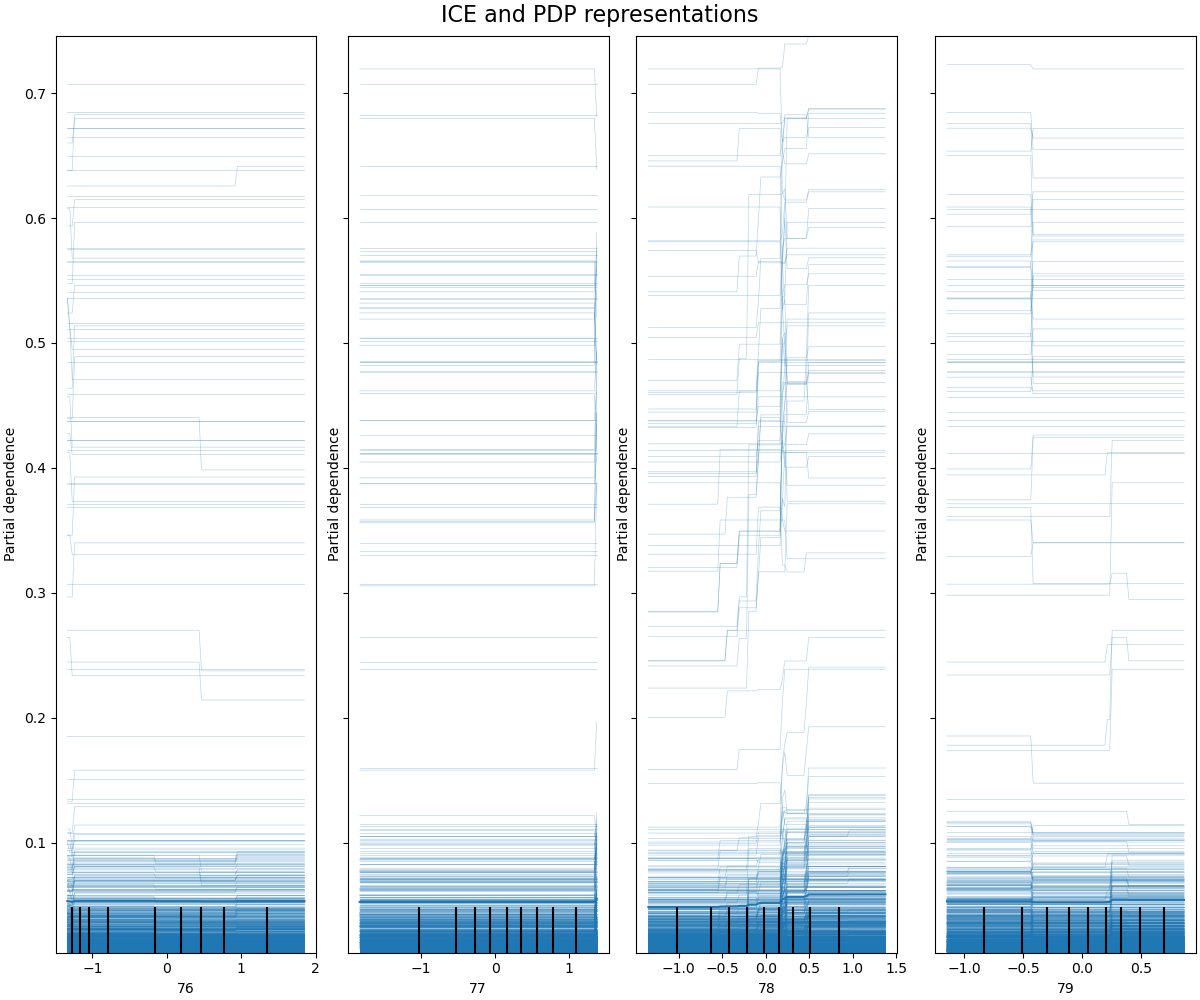 ICE and PDP representations
Partial dependence
0.7
0.6
0.5
0.4
0.3
0.2
0.1
−1 0 1 2
76
Partial dependence
−1 0 1
77
Partial dependence
−1.0 −0.5 0.0 0.5 1.0 1.5
78
Partial dependence
−1.0 −0.5 0.0 0.5
79